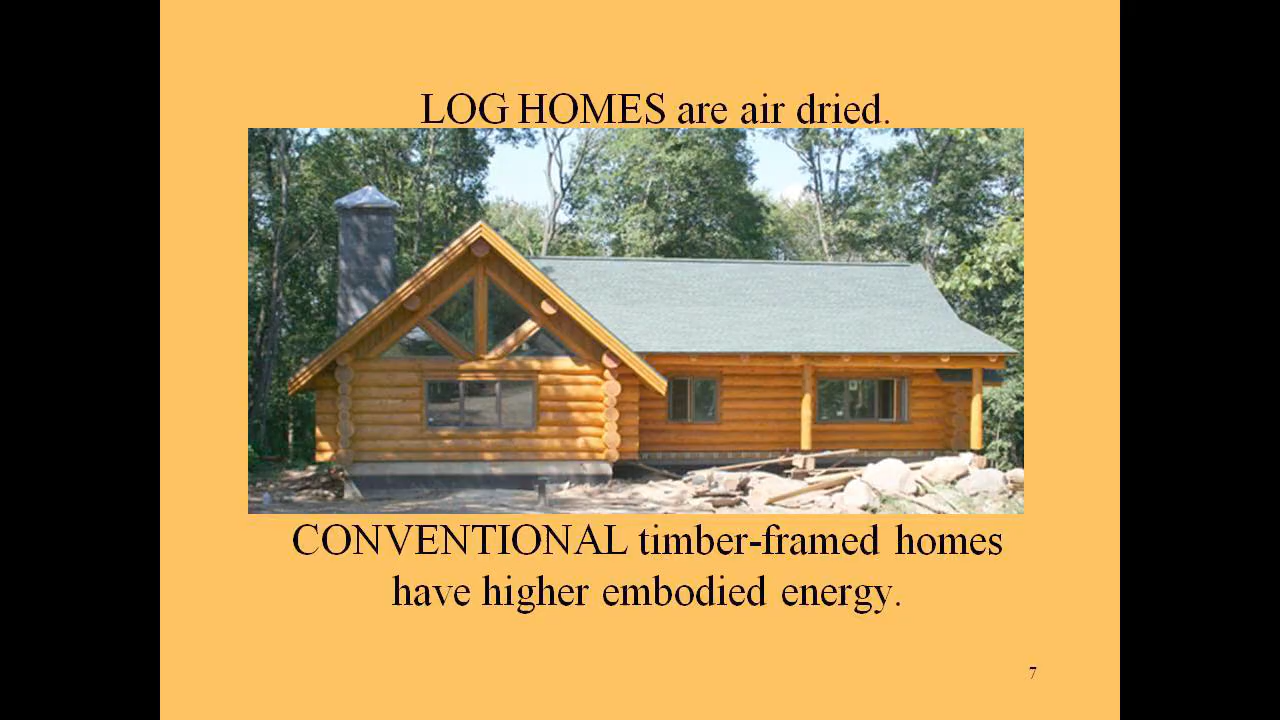 LOG HOMES are air dried.
CONVENTIONAL timber-framed homes
have higher embodied energy.
7